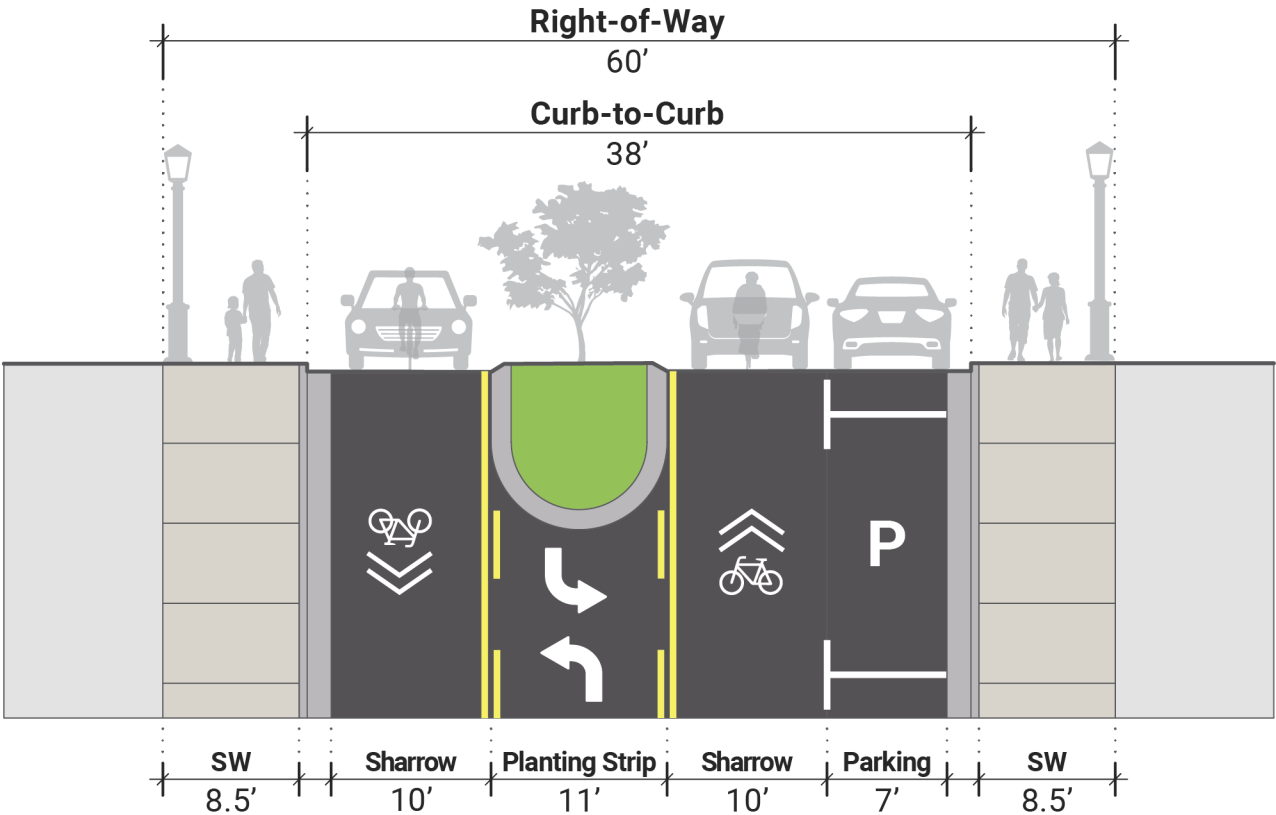 Right-of-Way
60’
Curb-to-Curb
38’
P
SW
Sharrow
Planting Strip
Sharrow
Parking
SW
8.5’
10’
11’
10’
7’
8.5’